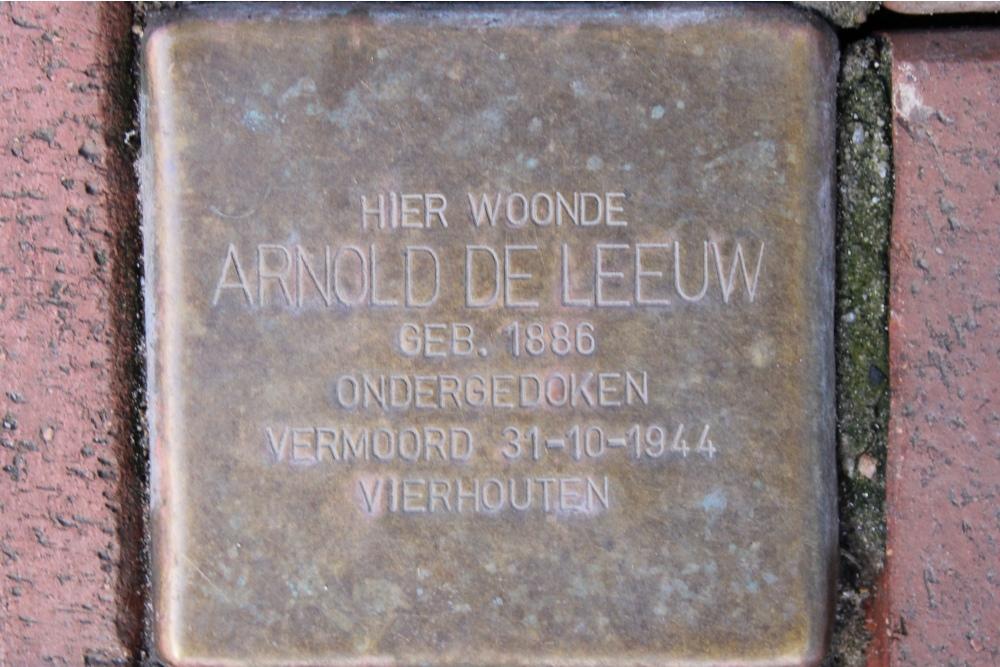 HIER WOONDE
ARNOLD DE LEEUW
GEB. 1886
ONDERGEDOKEN
VERMOORD 31-10-1944
VIERHOUTEN